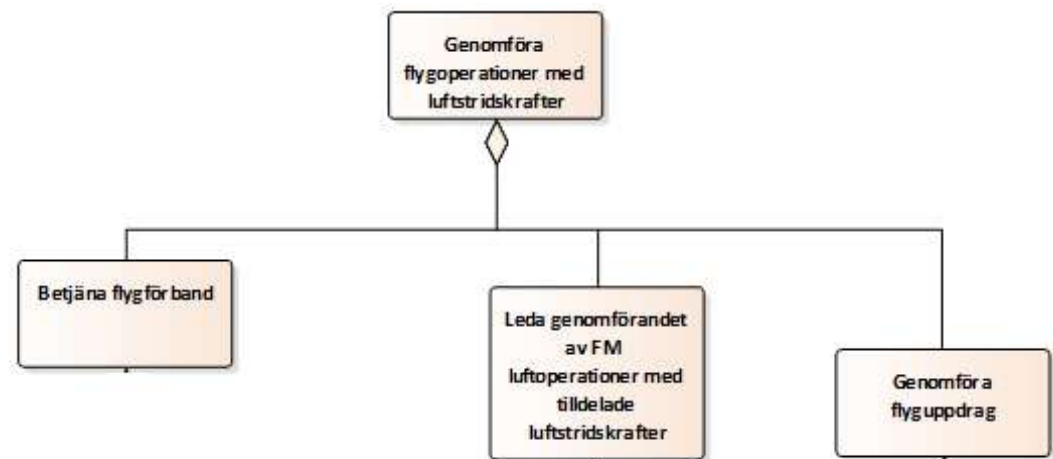 Genomföra
flygoperationer med
luftstridskrafter
Betjäna flygförband
Leda genomförandet
av FM
luftoperationer med
tilldelade
luftstridskrafter
Genomföra
flyguppdrag